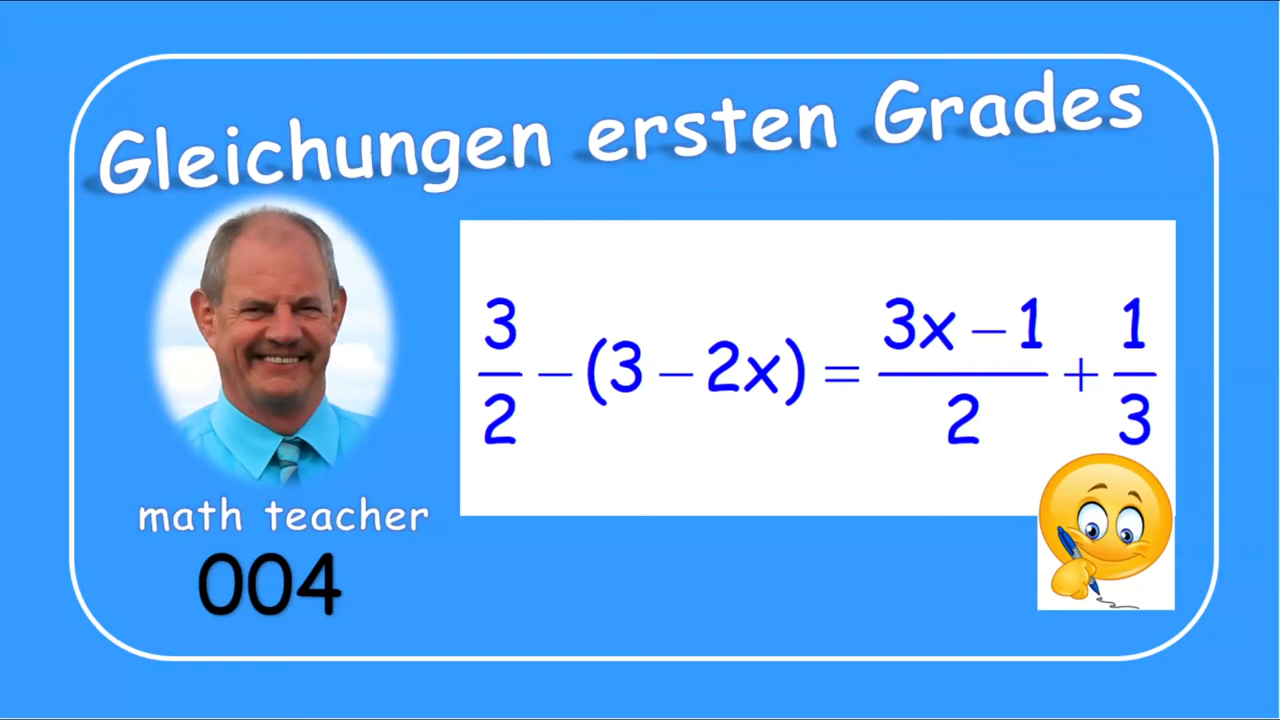 Gleichungen ersten Grades
3/2 − (3 − 2x) = (3x − 1)/2 + 1/3
math teacher
004